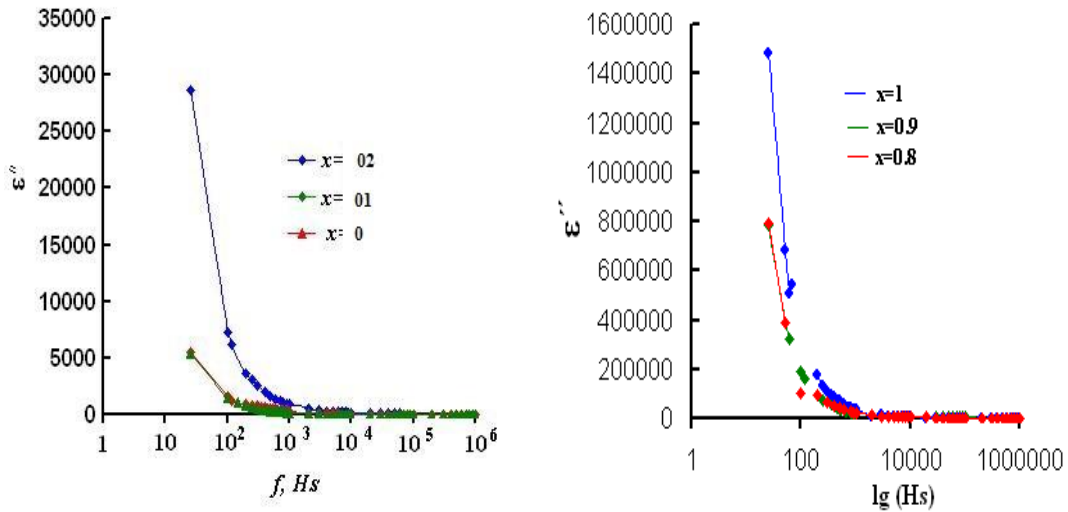 35000
30000
25000
20000
15000
10000
5000
0
ε″
x= 02
x= 01
x= 0
1 10 10² 10³ 10⁴ 10⁵ 10⁶
f, Hs
1600000
1400000
1200000
1000000
800000
600000
400000
200000
0
ε″
x=1
x=0.9
x=0.8
1 100 10000 1000000
lg (Hs)